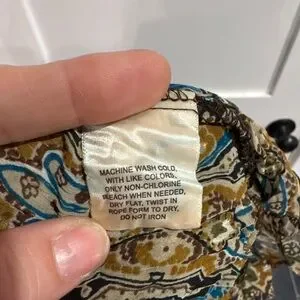 MACHINE WASH COLD,
WITH LIKE COLORS,
ONLY NON-CHLORINE
BLEACH WHEN NEEDED,
DRY FLAT, TWIST IN
ROPE FORM TO DRY,
DO NOT IRON